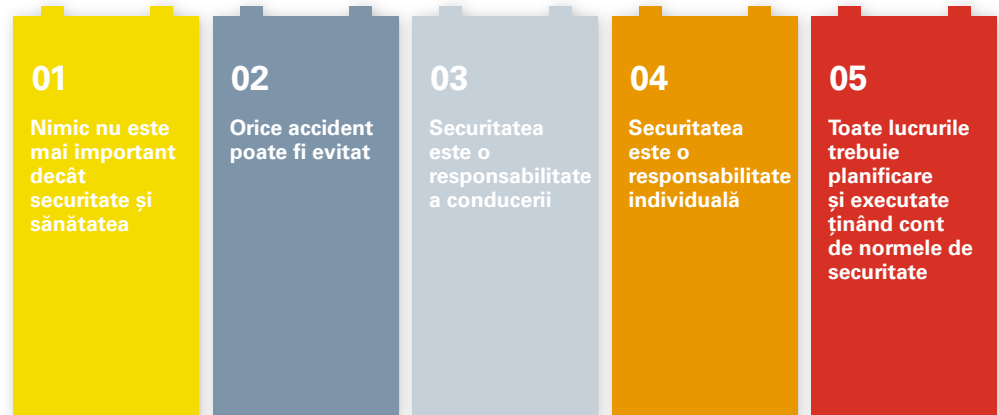 01
Nimic nu este
mai important
decât
securitate și
sănătatea
02
Orice accident
poate fi evitat
03
Securitatea
este o
responsabilitate
a conducerii
04
Securitatea
este o
responsabilitate
individuală
05
Toate lucrurile
trebuie
planificare
și executate
ținând cont
de normele de
securitate